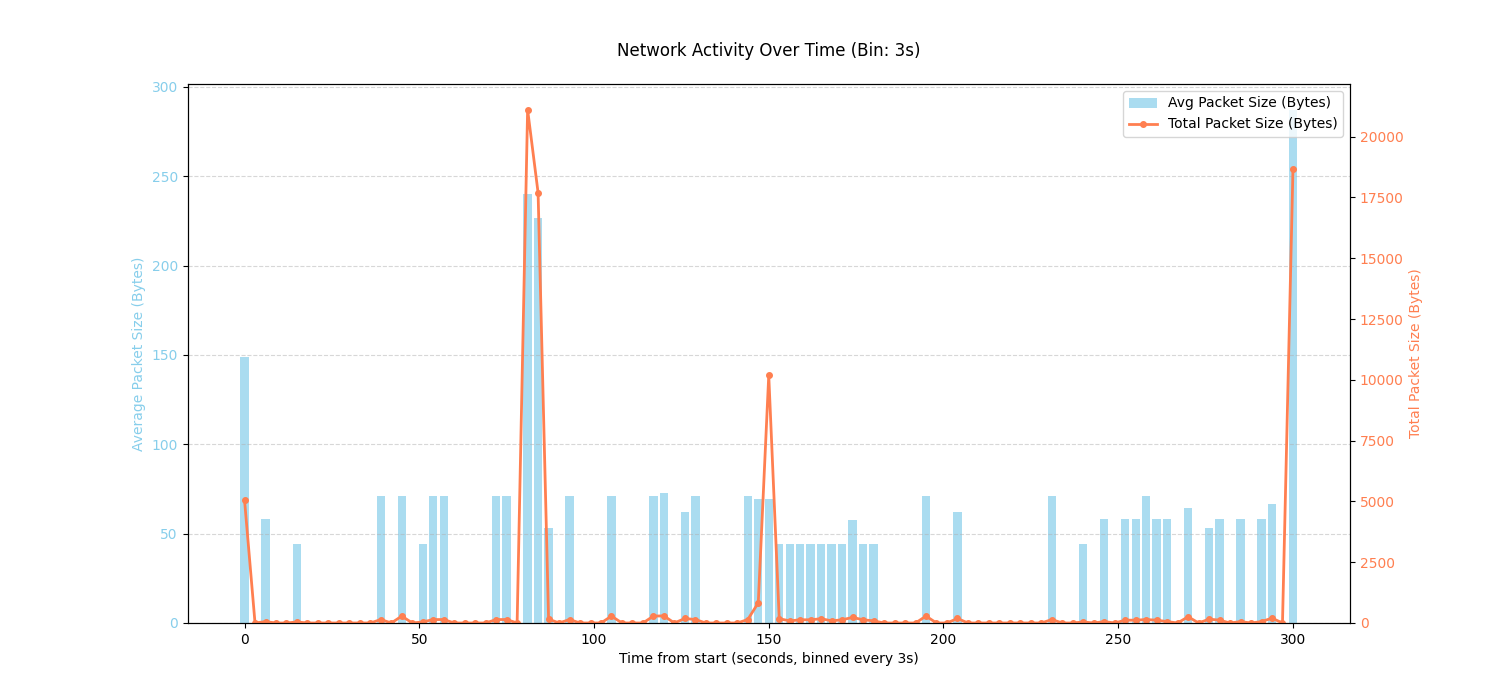 Network Activity Over Time (Bin: 3s)
Avg Packet Size (Bytes)
Total Packet Size (Bytes)
Average Packet Size (Bytes)
300
250
200
150
100
50
0
0 50 100 150 200 250 300
Time from start (seconds, binned every 3s)
20000
17500
15000
12500
10000
7500
5000
2500
0
Total Packet Size (Bytes)